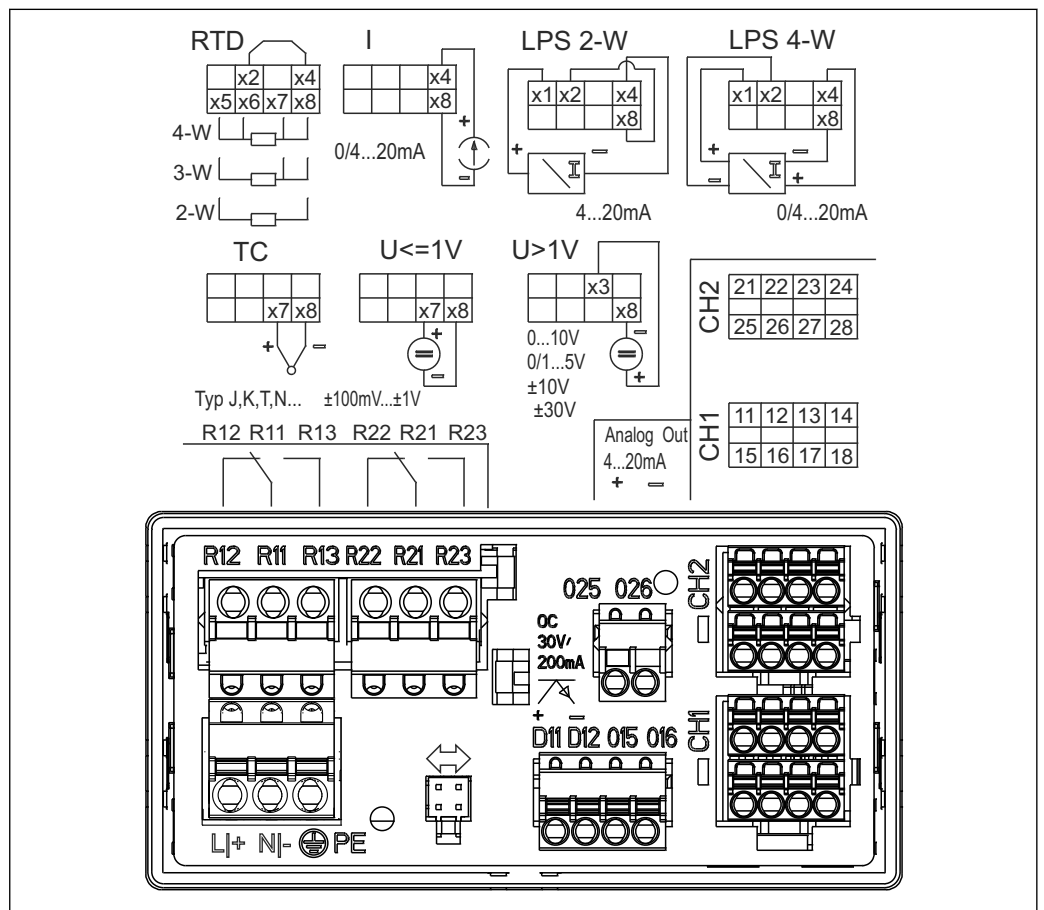 RTD
x2 x4
x5 x6 x7 x8
4-W
3-W
2-W
I
x4
x8
+
−
0/4...20mA
LPS 2-W
x1 x2 x4
x8
+ −
4...20mA
LPS 4-W
x1 x2 x4
x8
+ −
− +
0/4...20mA
TC
x7 x8
+ −
Typ J,K,T,N...
U<=1V
x7 x8
+
−
±100mV...±1V
U>1V
x3
x8
−
+
0...10V
0/1...5V
±10V
±30V
CH2
21 22 23 24
25 26 27 28
CH1
11 12 13 14
15 16 17 18
R12 R11 R13 R22 R21 R23
Analog Out
4...20mA
+ −
R12 R11 R13 R22 R21 R23
O25 O26
OC
30V/
200mA
+ −
D11 D12 O15 O16
CH2
CH1
L|+ N|- PE